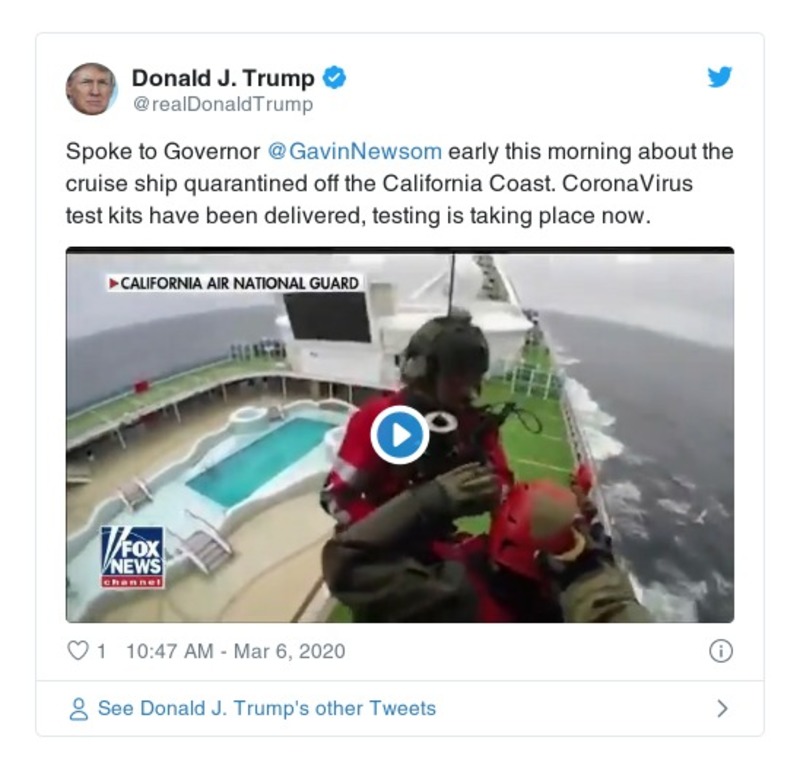 Donald J. Trump
@realDonaldTrump
Spoke to Governor @GavinNewsom early this morning about the
cruise ship quarantined off the California Coast. CoronaVirus
test kits have been delivered, testing is taking place now.
CALIFORNIA AIR NATIONAL GUARD
FOX
NEWS
channel
1 10:47 AM - Mar 6, 2020
See Donald J. Trump's other Tweets